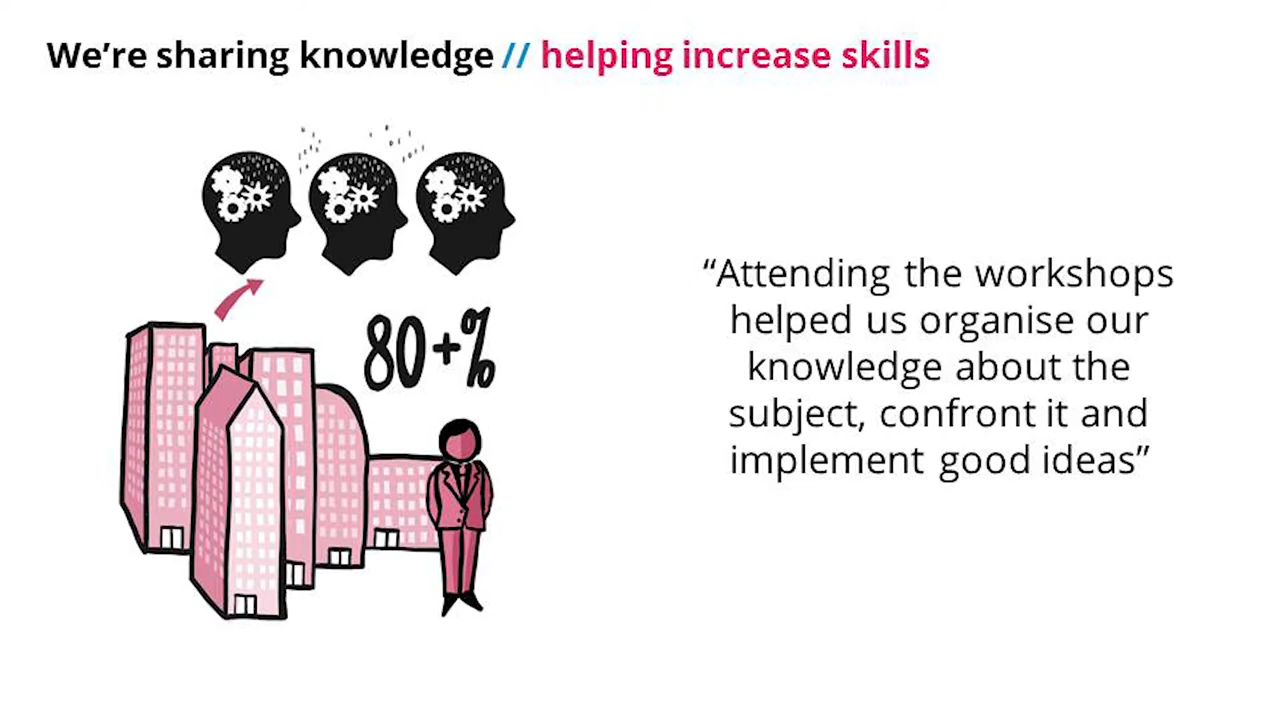 We’re sharing knowledge // helping increase skills
80+%
“Attending the workshops
helped us organise our
knowledge about the
subject, confront it and
implement good ideas”